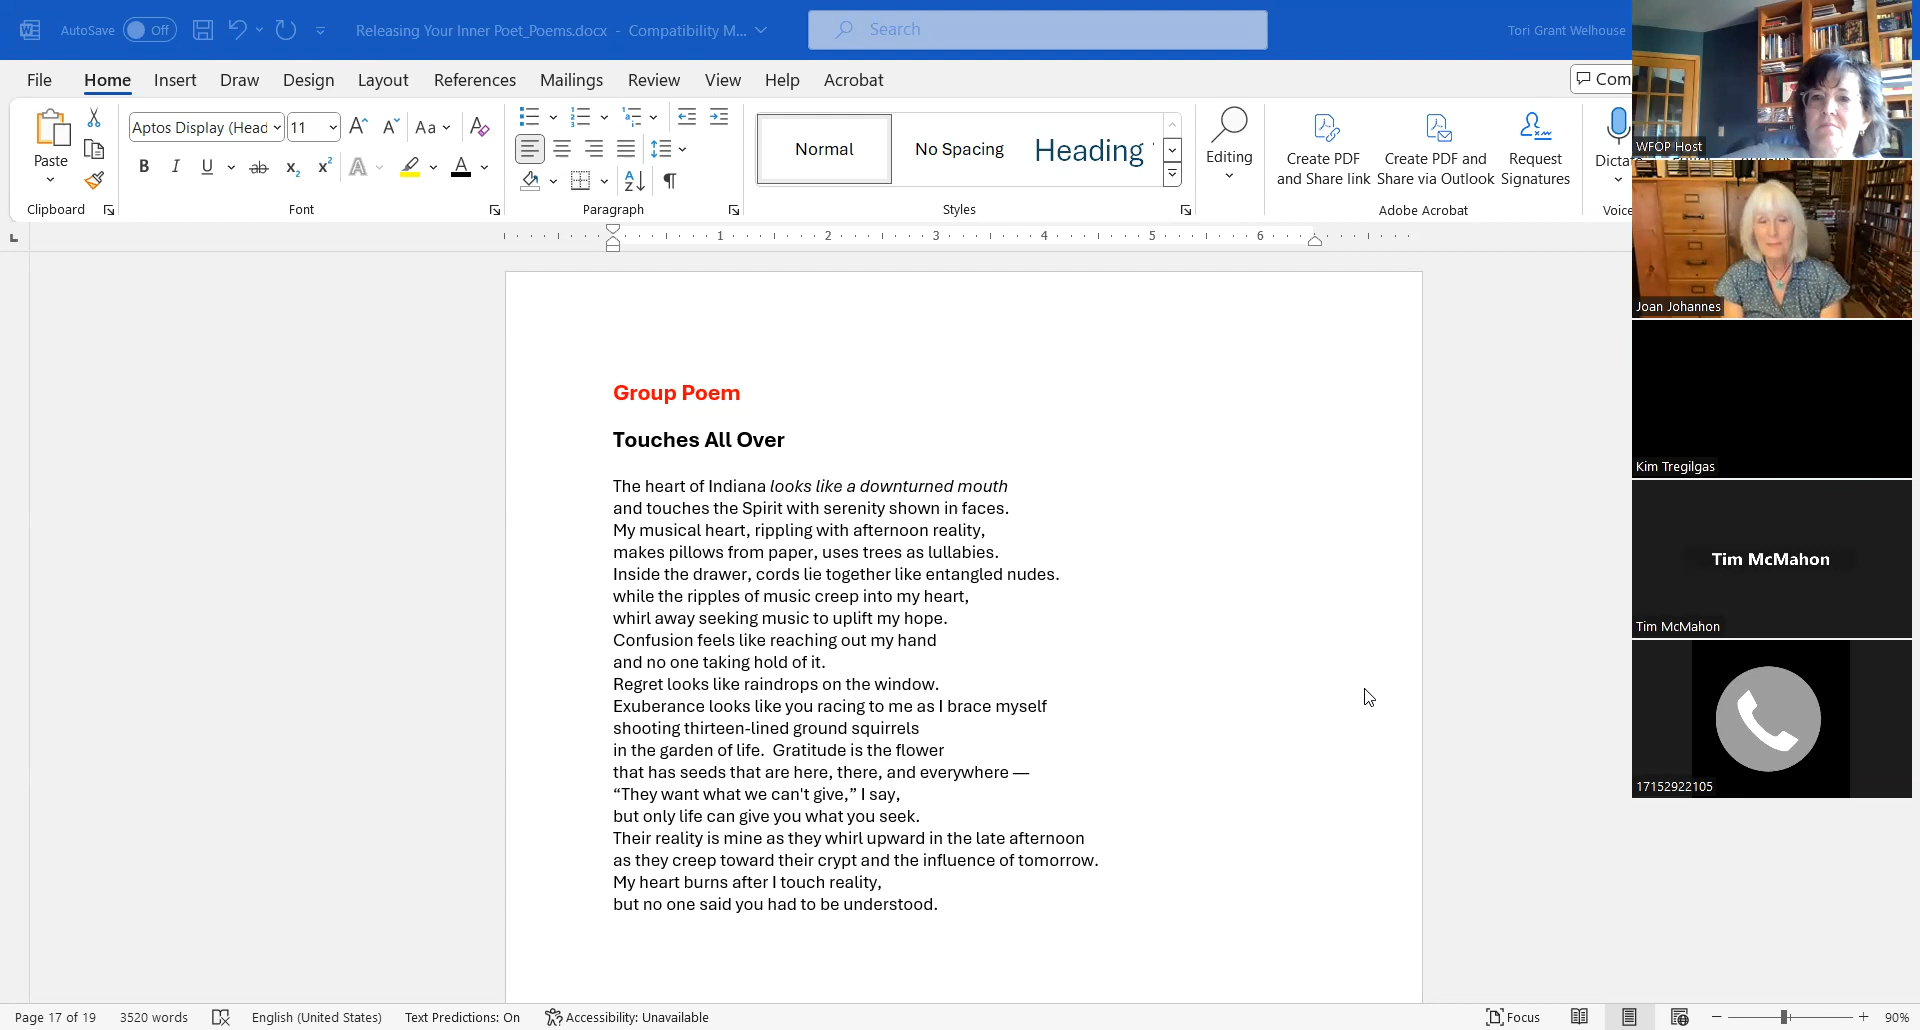 AutoSave Off Releasing Your Inner Poet_Poems.docx - Compatibility M... Search Tori Grant Welhouse
File Home Insert Draw Design Layout References Mailings Review View Help Acrobat Com
Paste
Clipboard
Aptos Display (Head 11
Aa
B I U ab x₂ x² A A
Font
Paragraph
Normal No Spacing Heading
Styles
Editing
Create PDF and Share link
Create PDF and Share via Outlook
Request Signatures
Adobe Acrobat
Dicta
Voice
1 2 3 4 5 6
Group Poem
Touches All Over
The heart of Indiana looks like a downturned mouth
and touches the Spirit with serenity shown in faces.
My musical heart, rippling with afternoon reality,
makes pillows from paper, uses trees as lullabies.
Inside the drawer, cords lie together like entangled nudes.
while the ripples of music creep into my heart,
whirl away seeking music to uplift my hope.
Confusion feels like reaching out my hand
and no one taking hold of it.
Regret looks like raindrops on the window.
Exuberance looks like you racing to me as I brace myself
shooting thirteen-lined ground squirrels
in the garden of life.  Gratitude is the flower
that has seeds that are here, there, and everywhere —
“They want what we can't give,” I say,
but only life can give you what you seek.
Their reality is mine as they whirl upward in the late afternoon
as they creep toward their crypt and the influence of tomorrow.
My heart burns after I touch reality,
but no one said you had to be understood.
WFOP Host
Joan Johannes
Kim Tregilgas
Tim McMahon
Tim McMahon
17152922105
Page 17 of 19 3520 words English (United States) Text Predictions: On Accessibility: Unavailable Focus 90%